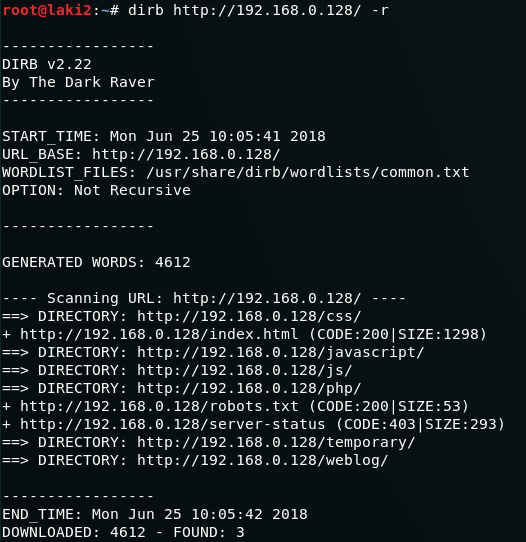 root@laki2:~# dirb http://192.168.0.128/ -r
-----------------
DIRB v2.22
By The Dark Raver
-----------------
START_TIME: Mon Jun 25 10:05:41 2018
URL_BASE: http://192.168.0.128/
WORDLIST_FILES: /usr/share/dirb/wordlists/common.txt
OPTION: Not Recursive
-----------------
GENERATED WORDS: 4612
---- Scanning URL: http://192.168.0.128/ ----
==> DIRECTORY: http://192.168.0.128/css/
+ http://192.168.0.128/index.html (CODE:200|SIZE:1298)
==> DIRECTORY: http://192.168.0.128/javascript/
==> DIRECTORY: http://192.168.0.128/js/
==> DIRECTORY: http://192.168.0.128/php/
+ http://192.168.0.128/robots.txt (CODE:200|SIZE:53)
+ http://192.168.0.128/server-status (CODE:403|SIZE:293)
==> DIRECTORY: http://192.168.0.128/temporary/
==> DIRECTORY: http://192.168.0.128/weblog/
-----------------
END_TIME: Mon Jun 25 10:05:42 2018
DOWNLOADED: 4612 - FOUND: 3